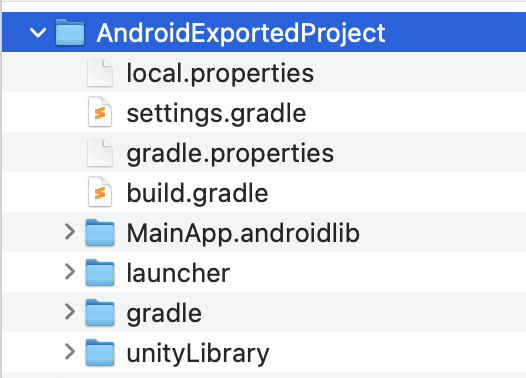 AndroidExportedProject
local.properties
settings.gradle
gradle.properties
build.gradle
MainApp.androidlib
launcher
gradle
unityLibrary